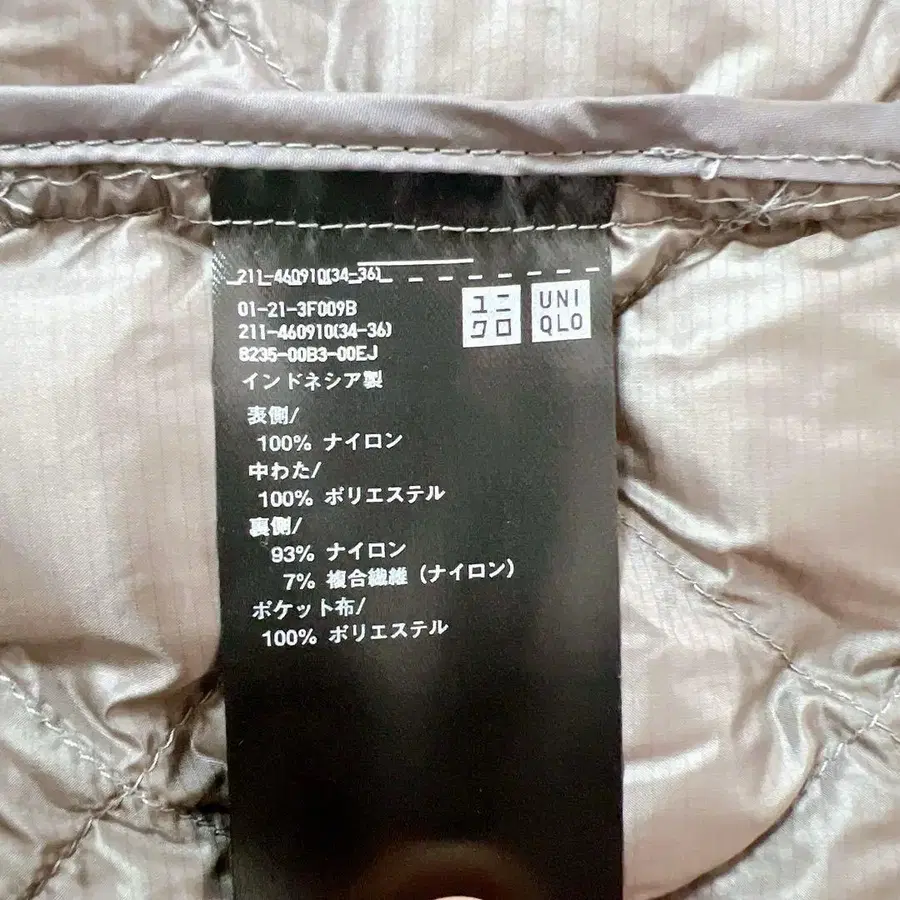 211-460910(34-36)
ユニ
クロ
UNI
QLO
01-21-3F009B
211-460910(34-36)
8235-00B3-00EJ
インドネシア製
表側/
100% ナイロン
中わた/
100% ポリエステル
裏側/
93% ナイロン
7% 複合繊維 (ナイロン)
ポケット布/
100% ポリエステル